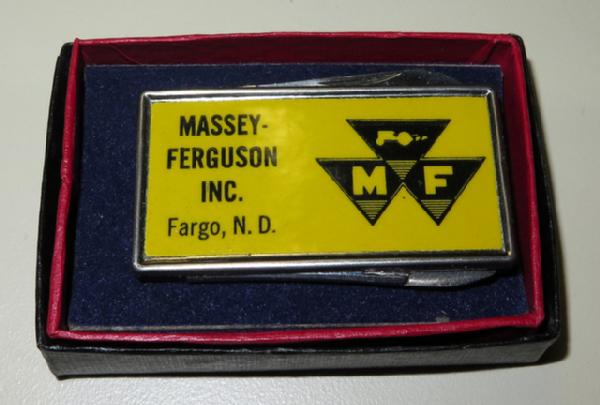 MASSEY-
FERGUSON
INC.
Fargo, N. D.
M F